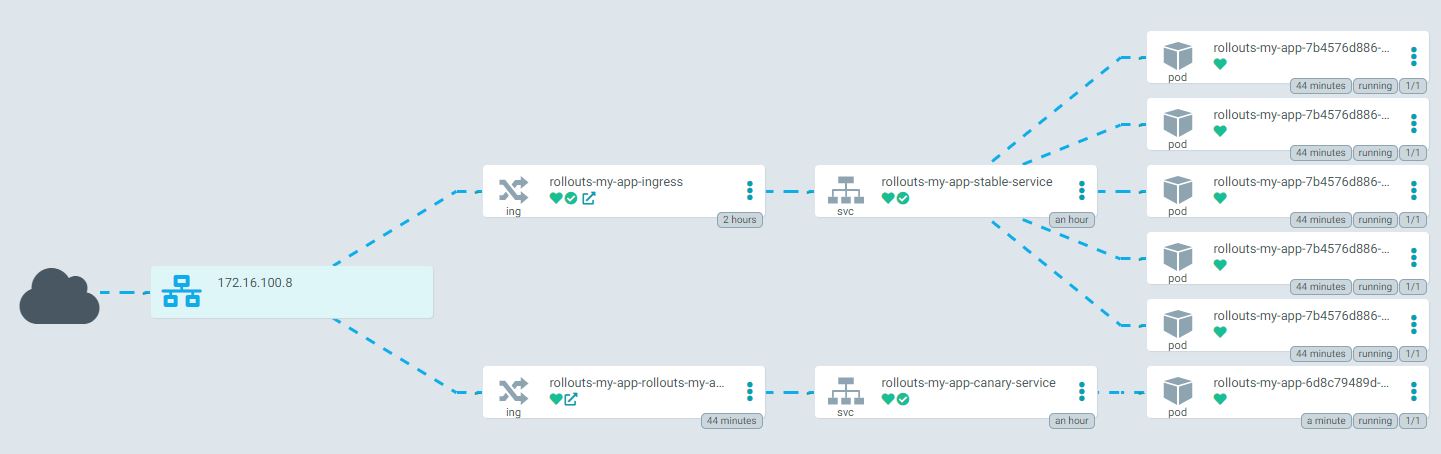 172.16.100.8
rollouts-my-app-ingress
ing
2 hours
rollouts-my-app-rollouts-my-a...
ing
44 minutes
rollouts-my-app-stable-service
svc
an hour
rollouts-my-app-canary-service
svc
an hour
rollouts-my-app-7b4576d886-...
pod
44 minutes running 1/1
rollouts-my-app-7b4576d886-...
pod
44 minutes running 1/1
rollouts-my-app-7b4576d886-...
pod
44 minutes running 1/1
rollouts-my-app-7b4576d886-...
pod
44 minutes running 1/1
rollouts-my-app-7b4576d886-...
pod
44 minutes running 1/1
rollouts-my-app-6d8c79489d-...
pod
a minute running 1/1